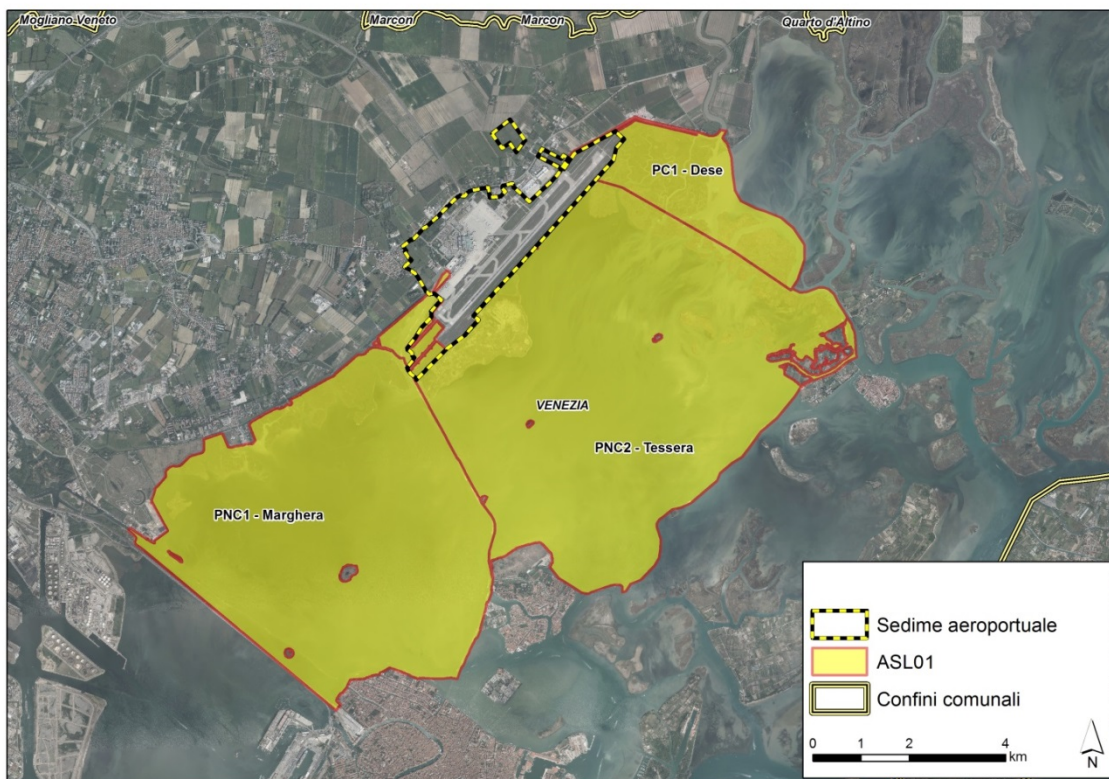 Mogliano-Veneto
Marcon
Marcon
Quarto d'Altino
PC1 - Dese
VENEZIA
PNC2 - Tessera
PNC1 - Marghera
Sedime aeroportuale
ASL01
Confini comunali
0 1 2 4
km
N